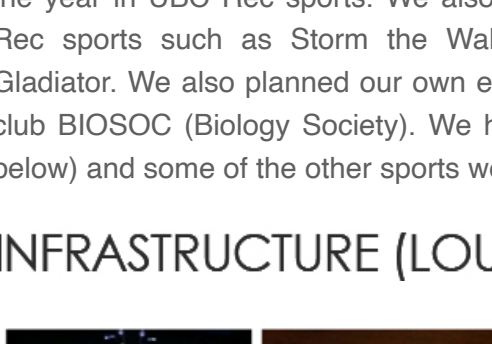 the year in UBC Rec sports. We also
Rec sports such as Storm the Wal
Gladiator. We also planned our own e
club BIOSOC (Biology Society). We h
below) and some of the other sports we
INFRASTRUCTURE (LOU